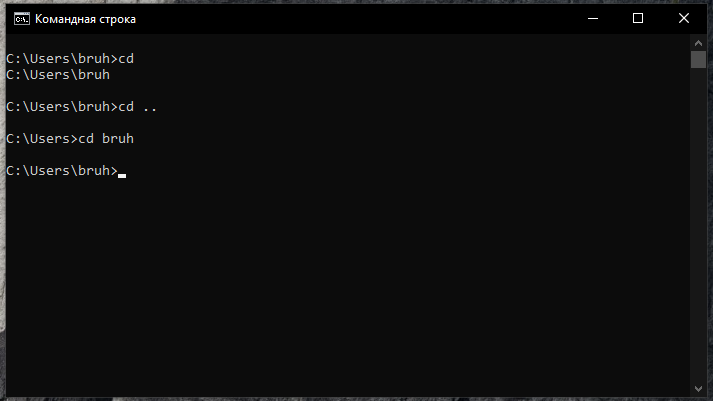 Командная строка
C:\Users\bruh>cd
C:\Users\bruh
C:\Users\bruh>cd ..
C:\Users>cd bruh
C:\Users\bruh>